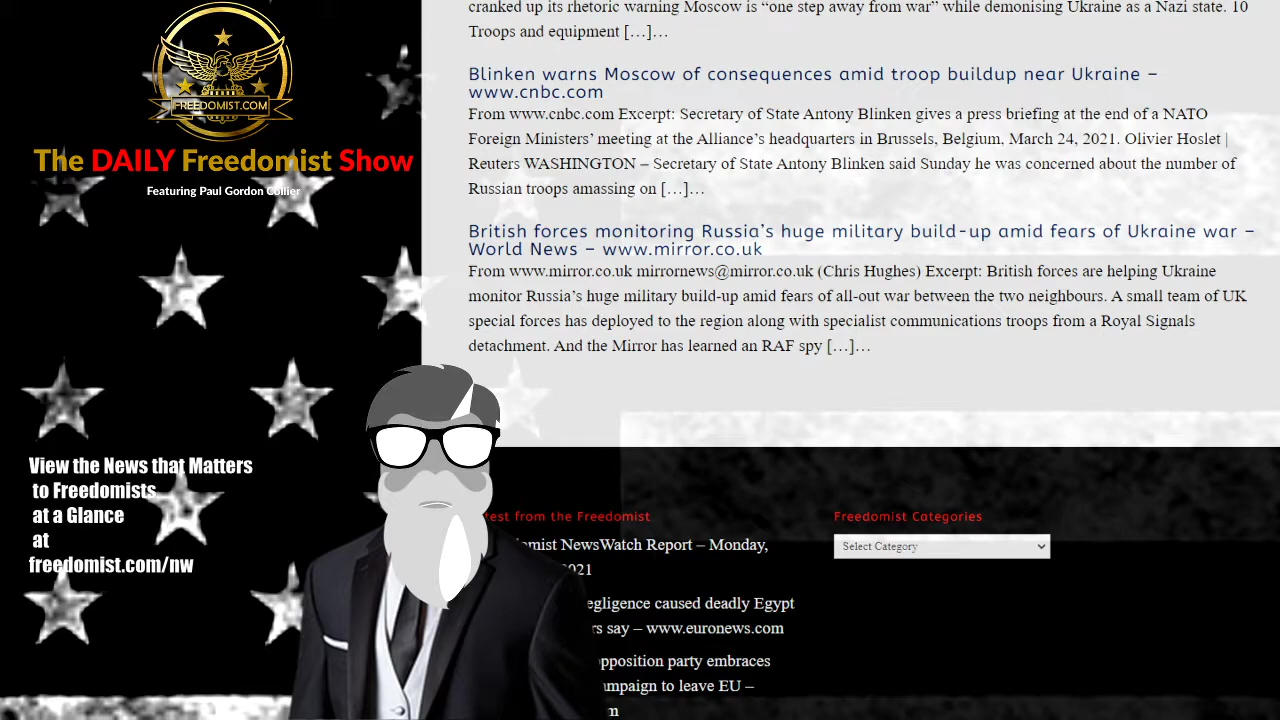 FREEDOMIST.COM
The DAILY Freedomist Show
Featuring Paul Gordon Collier
View the News that Matters
to Freedomists
at a Glance
at
freedomist.com/nw
cranked up its rhetoric warning Moscow is “one step away from war” while demonising Ukraine as a Nazi state. 10
Troops and equipment […]…
Blinken warns Moscow of consequences amid troop buildup near Ukraine –
www.cnbc.com
From www.cnbc.com Excerpt: Secretary of State Antony Blinken gives a press briefing at the end of a NATO
Foreign Ministers’ meeting at the Alliance’s headquarters in Brussels, Belgium, March 24, 2021. Olivier Hoslet |
Reuters WASHINGTON – Secretary of State Antony Blinken said Sunday he was concerned about the number of
Russian troops amassing on […]…
British forces monitoring Russia’s huge military build-up amid fears of Ukraine war –
World News – www.mirror.co.uk
From www.mirror.co.uk mirrornews@mirror.co.uk (Chris Hughes) Excerpt: British forces are helping Ukraine
monitor Russia’s huge military build-up amid fears of all-out war between the two neighbours. A small team of UK
special forces has deployed to the region along with specialist communications troops from a Royal Signals
detachment. And the Mirror has learned an RAF spy […]…
test from the Freedomist
omist NewsWatch Report – Monday,
021
egligence caused deadly Egypt
rs say – www.euronews.com
opposition party embraces
mpaign to leave EU –
m
Freedomist Categories
Select Category